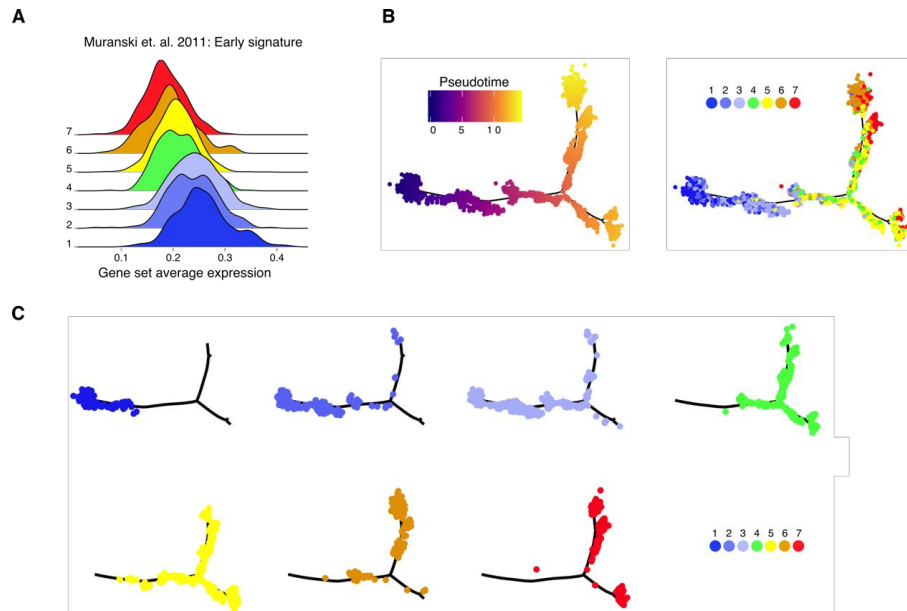 A
Muranski et. al. 2011: Early signature
7
6
5
4
3
2
1
0.1 0.2 0.3 0.4
Gene set average expression
B
Pseudotime
0 5 10
1 2 3 4 5 6 7
C
1 2 3 4 5 6 7